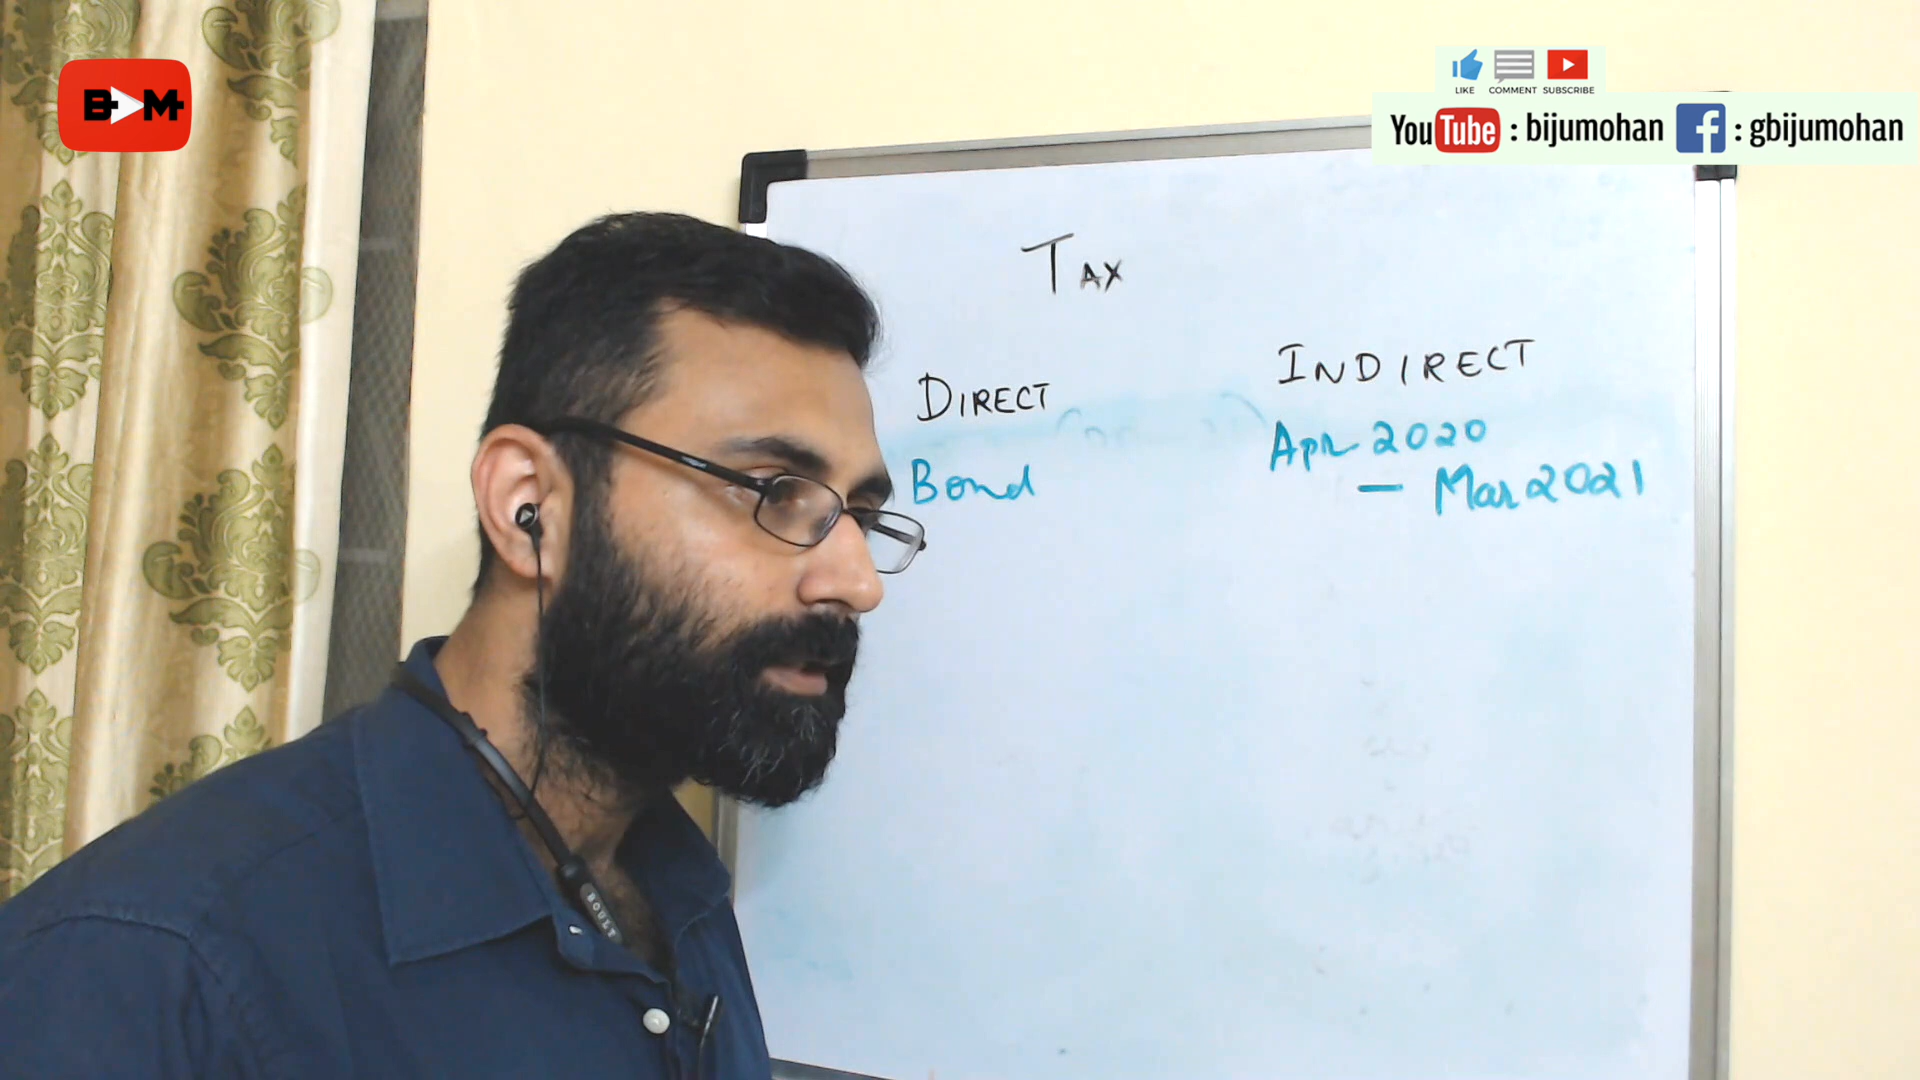 B M
LIKE COMMENT SUBSCRIBE
YouTube : bijumohan f : gbijumohan
TAX
DIRECT
INDIRECT
Bond
Apr 2020
— Mar 2021
BOULT